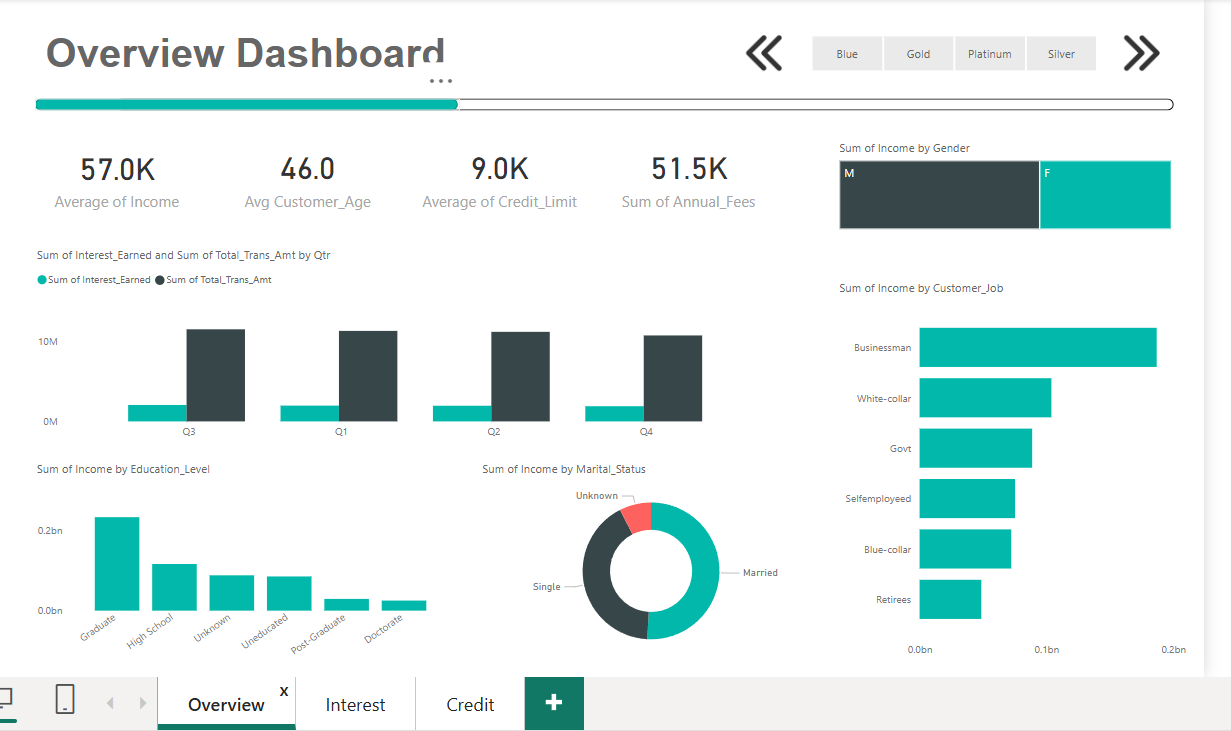 Overview Dashboard
...
Blue Gold Platinum Silver
57.0K
Average of Income
46.0
Avg Customer_Age
9.0K
Average of Credit_Limit
51.5K
Sum of Annual_Fees
Sum of Income by Gender
M F
Sum of Interest_Earned and Sum of Total_Trans_Amt by Qtr
Sum of Interest_Earned Sum of Total_Trans_Amt
10M
0M
Q3 Q1 Q2 Q4
Sum of Income by Customer_Job
Businessman
White-collar
Govt
Selfemployeed
Blue-collar
Retirees
0.0bn 0.1bn 0.2bn
Sum of Income by Education_Level
0.2bn
0.0bn
Graduate High School Unknown Uneducated Post-Graduate Doctorate
Sum of Income by Marital_Status
Unknown
Married
Single
Overview x Interest Credit +